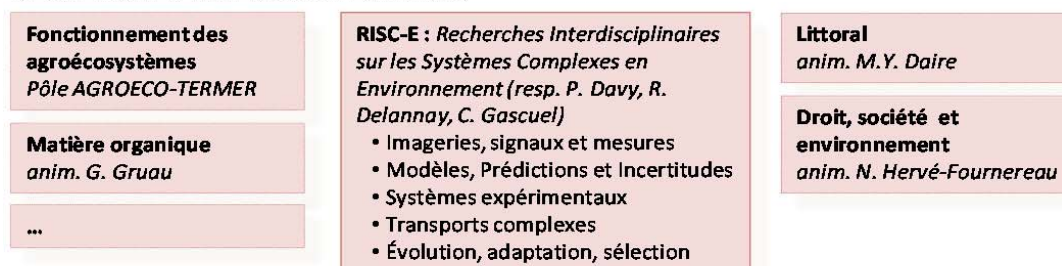 Fonctionnement des
agroécosystèmes
Pôle AGROECO-TERMER
Matière organique
anim. G. Gruau
...
RISC-E : Recherches Interdisciplinaires
sur les Systèmes Complexes en
Environnement (resp. P. Davy, R.
Delannay, C. Gascuel)
• Imageries, signaux et mesures
• Modèles, Prédictions et Incertitudes
• Systèmes expérimentaux
• Transports complexes
• Évolution, adaptation, sélection
Littoral
anim. M.Y. Daire
Droit, société et
environnement
anim. N. Hervé-Fournereau